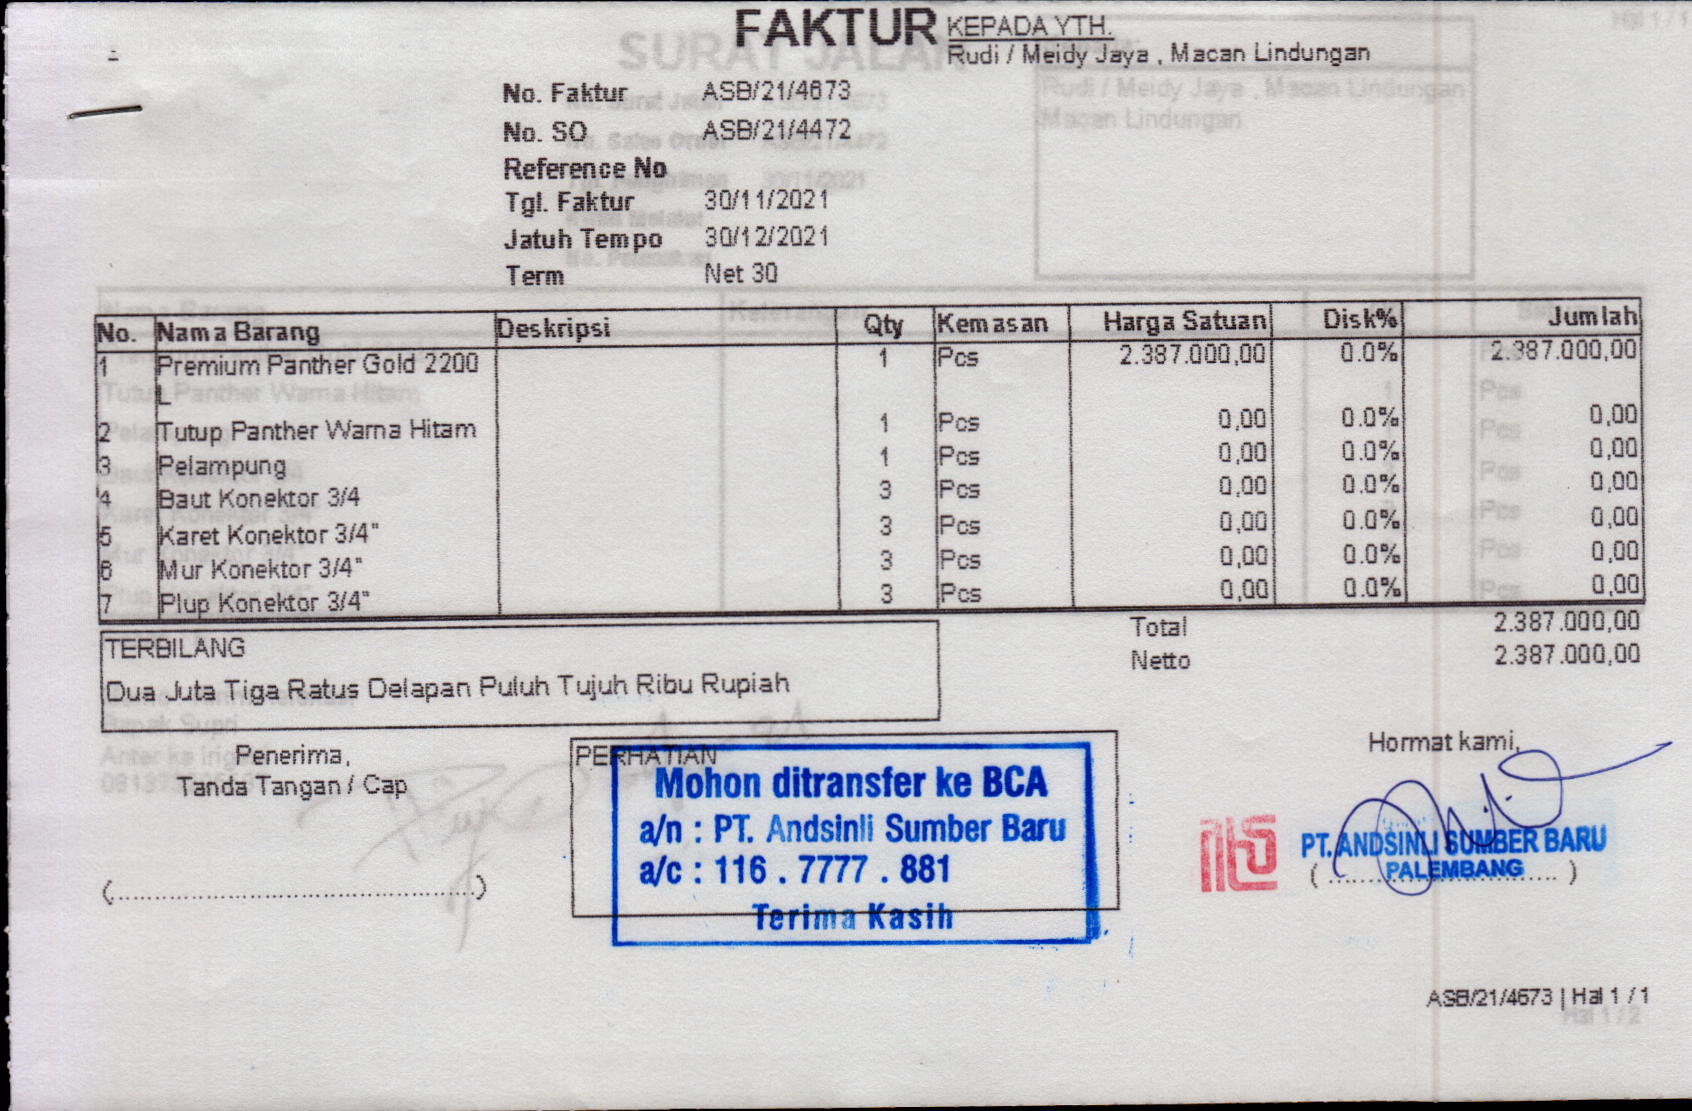 FAKTUR
KEPADA YTH.
Rudi / Meidy Jaya , Macan Lindungan
No. Faktur ASB/21/4673
No. SO ASB/21/4472
Reference No
Tgl. Faktur 30/11/2021
Jatuh Tempo 30/12/2021
Term Net 30
No. Nama Barang Deskripsi Qty Kemasan Harga Satuan Disk% Jumlah
1 Premium Panther Gold 2200 1 Pcs 2.387.000,00 0.0% 2.387.000,00
L
2 Tutup Panther Warna Hitam 1 Pcs 0,00 0.0% 0,00
3 Pelampung 1 Pcs 0,00 0.0% 0,00
4 Baut Konektor 3/4 3 Pcs 0,00 0.0% 0,00
5 Karet Konektor 3/4" 3 Pcs 0,00 0.0% 0,00
6 Mur Konektor 3/4" 3 Pcs 0,00 0.0% 0,00
7 Plup Konektor 3/4" 3 Pcs 0,00 0.0% 0,00
Total 2.387.000,00
Netto 2.387.000,00
TERBILANG
Dua Juta Tiga Ratus Delapan Puluh Tujuh Ribu Rupiah
Penerima,
Tanda Tangan / Cap
(....................................)
PERHATIAN
Mohon ditransfer ke BCA
a/n : PT. Andsinli Sumber Baru
a/c : 116 . 7777 . 881
Terima Kasih
Hormat kami,
PT. ANDSINLI SUMBER BARU
PALEMBANG
ASB/21/4673 | Hal 1 / 1